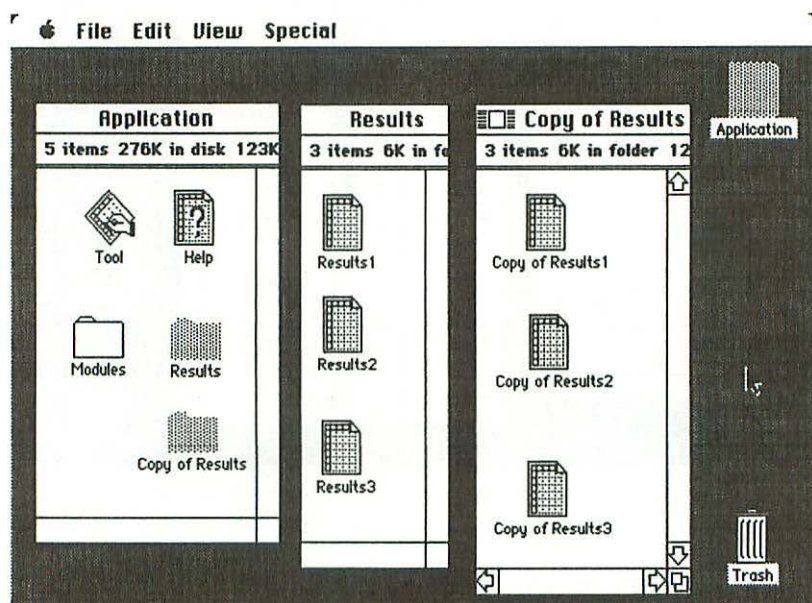 File Edit View Special
Application
5 items 276K in disk 123K
Tool
Help
Modules
Results
Copy of Results
Results
3 items 6K in fo
Results1
Results2
Results3
Copy of Results
3 items 6K in folder 12
Copy of Results1
Copy of Results2
Copy of Results3
Application
Trash